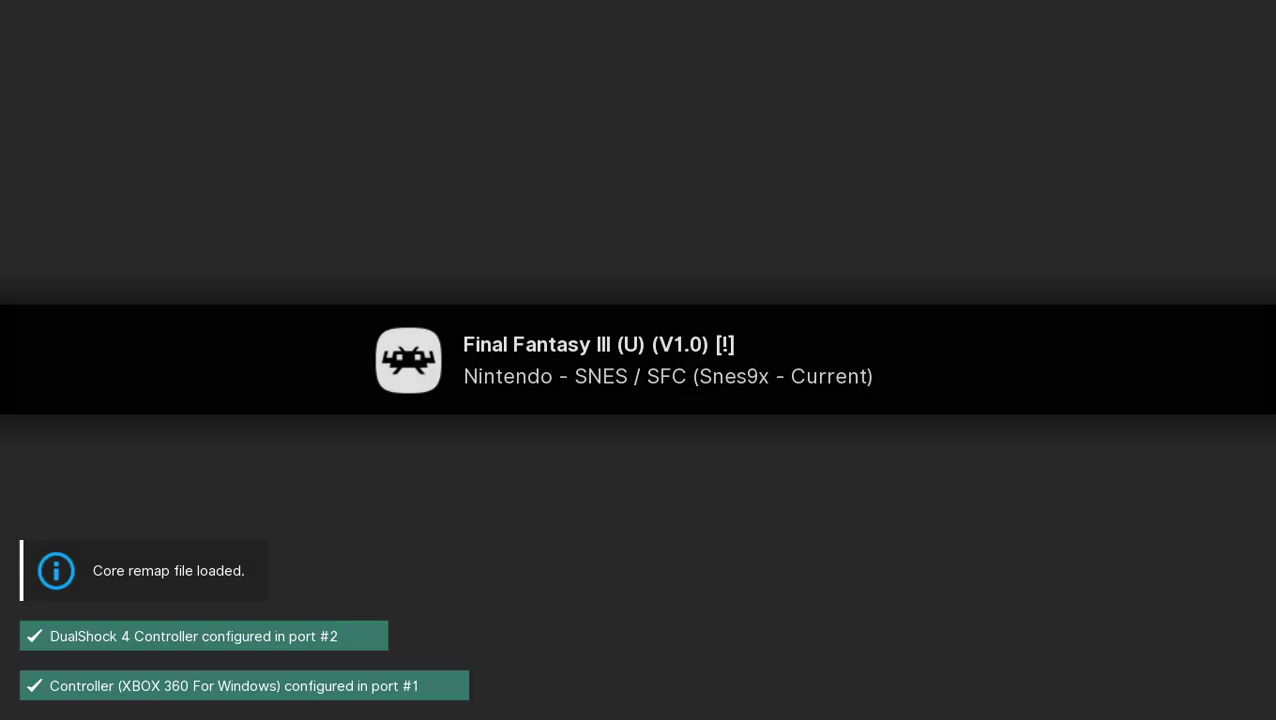 Final Fantasy III (U) (V1.0) [!]
Nintendo - SNES / SFC (Snes9x - Current)
Core remap file loaded.
DualShock 4 Controller configured in port #2
Controller (XBOX 360 For Windows) configured in port #1